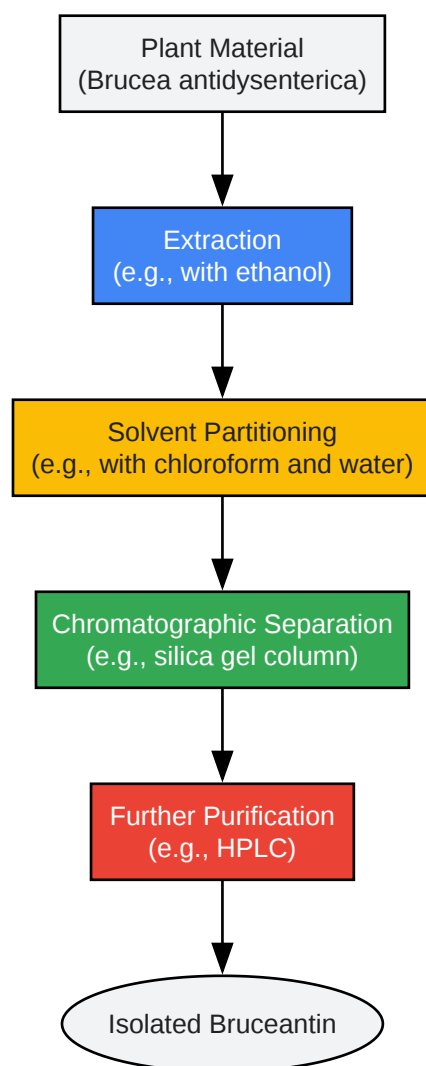 Plant Material
(Brucea antidysenterica)
Extraction
(e.g., with ethanol)
Solvent Partitioning
(e.g., with chloroform and water)
Chromatographic Separation
(e.g., silica gel column)
Further Purification
(e.g., HPLC)
Isolated Bruceantin